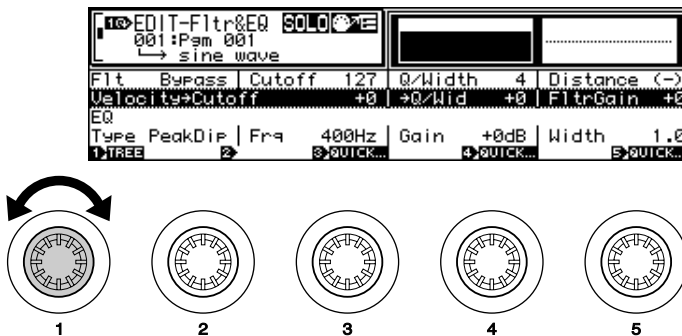 EDIT-Fltr&EQ SOLO
001:Pgm 001
sine wave
Flt Bypass Cutoff 127 Q/Width 4 Distance (-)
Velocity→Cutoff +0 →Q/Wid +0 FltrGain +0
EQ
Type PeakDip Frq 400Hz Gain +0dB Width 1.0
1 TREE 2 3 QUICK... 4 QUICK... 5 QUICK...
1 2 3 4 5